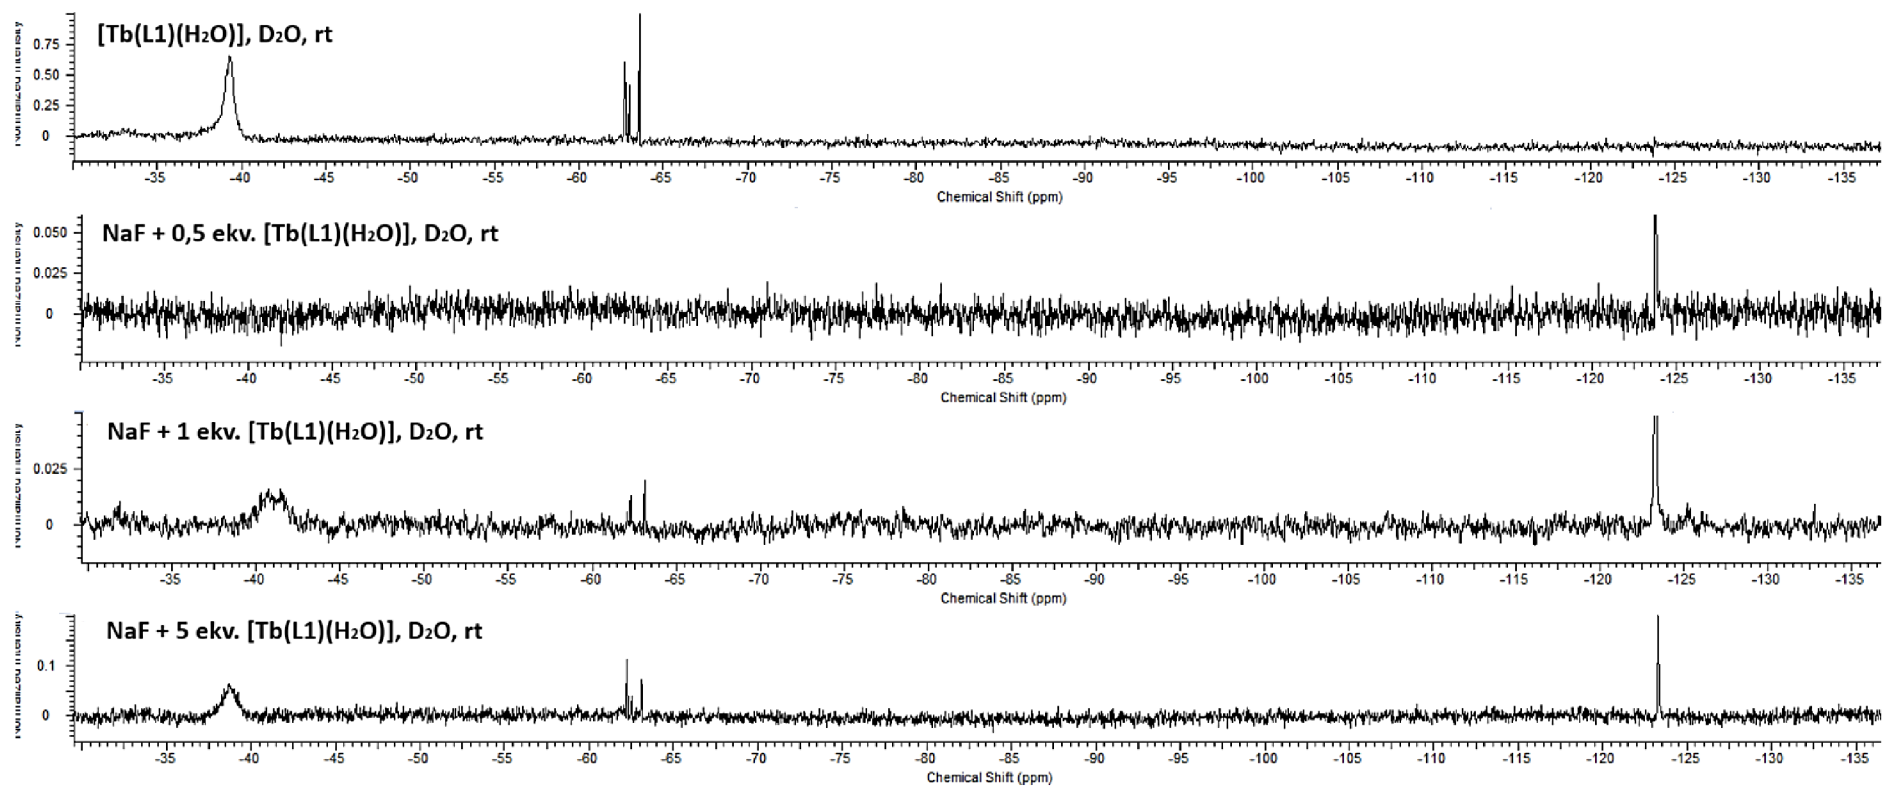 [Tb(L1)(H₂O)], D₂O, rt
0.75
0.50
0.25
0
-35 -40 -45 -50 -55 -60 -65 -70 -75 -80 -85 -90 -95 -100 -105 -110 -115 -120 -125 -130 -135
Chemical Shift (ppm)
NaF + 0,5 ekv. [Tb(L1)(H₂O)], D₂O, rt
0.050
0.025
0
-35 -40 -45 -50 -55 -60 -65 -70 -75 -80 -85 -90 -95 -100 -105 -110 -115 -120 -125 -130 -135
Chemical Shift (ppm)
NaF + 1 ekv. [Tb(L1)(H₂O)], D₂O, rt
0.025
0
-35 -40 -45 -50 -55 -60 -65 -70 -75 -80 -85 -90 -95 -100 -105 -110 -115 -120 -125 -130 -135
Chemical Shift (ppm)
NaF + 5 ekv. [Tb(L1)(H₂O)], D₂O, rt
0.1
0
-35 -40 -45 -50 -55 -60 -65 -70 -75 -80 -85 -90 -95 -100 -105 -110 -115 -120 -125 -130 -135
Chemical Shift (ppm)